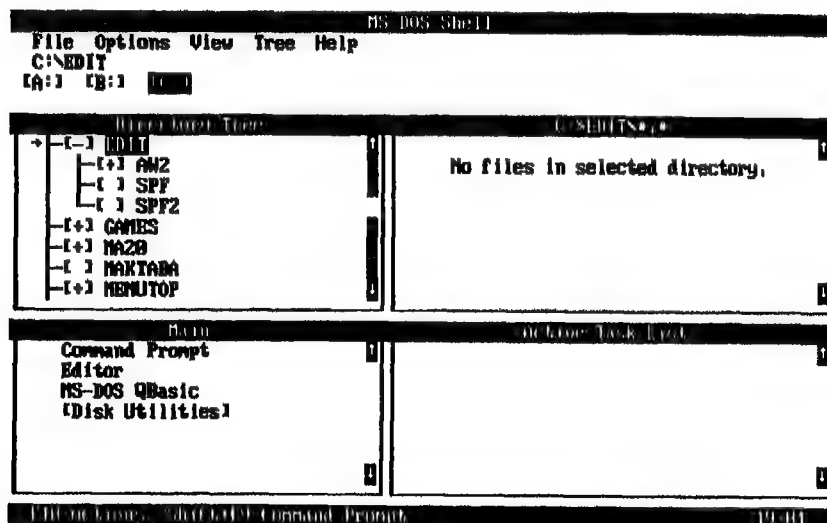 MS-DOS Shell
File Options View Tree Help
C:\EDIT
[A:] [B:] [C:]
Directory Tree
C:\EDIT\*.*
→ [-] EDIT
[+] AW2
[ ] SPF
[ ] SPF2
[+] GAMES
[+] MA20
[ ] MAKTABA
[+] MENUTOP
No files in selected directory.
Main
Active Task List
Command Prompt
Editor
MS-DOS QBasic
[Disk Utilities]
Shift+F9=Command Prompt